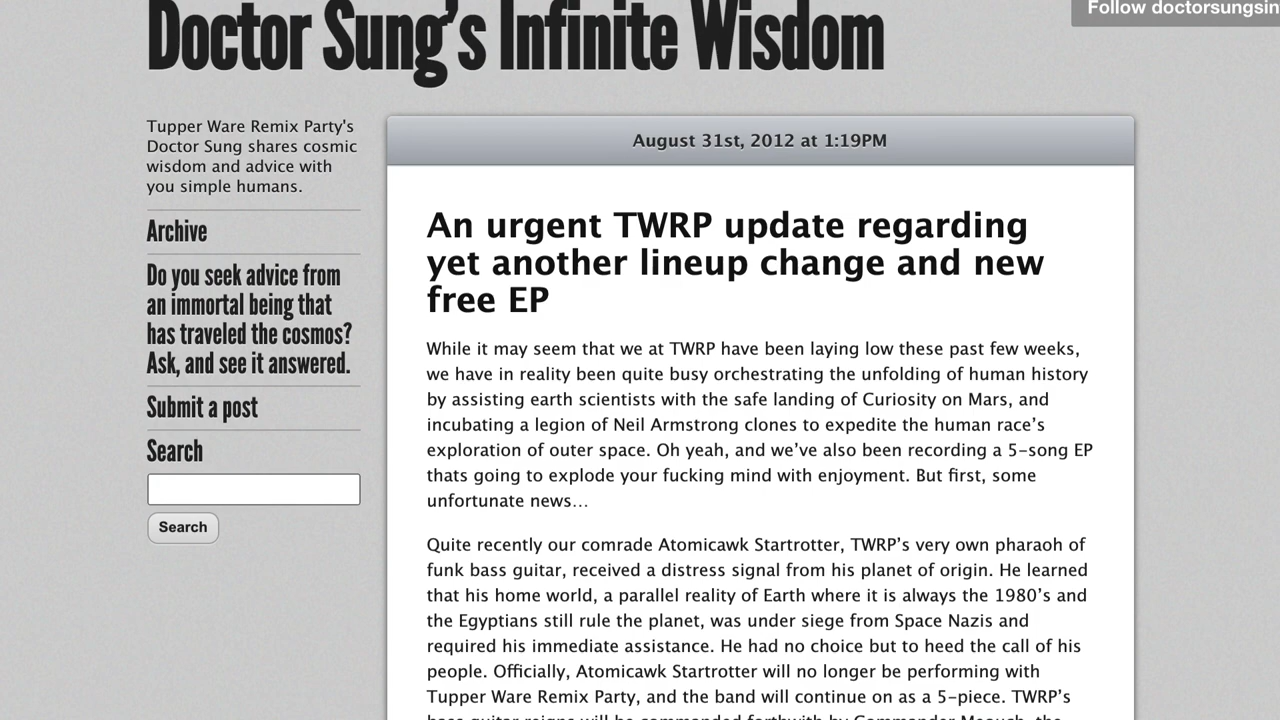 Follow doctorsungsin
Doctor Sung's Infinite Wisdom
Tupper Ware Remix Party's
Doctor Sung shares cosmic
wisdom and advice with
you simple humans.
Archive
Do you seek advice from
an immortal being that
has traveled the cosmos?
Ask, and see it answered.
Submit a post
Search
Search
August 31st, 2012 at 1:19PM
An urgent TWRP update regarding
yet another lineup change and new
free EP
While it may seem that we at TWRP have been laying low these past few weeks,
we have in reality been quite busy orchestrating the unfolding of human history
by assisting earth scientists with the safe landing of Curiosity on Mars, and
incubating a legion of Neil Armstrong clones to expedite the human race’s
exploration of outer space. Oh yeah, and we’ve also been recording a 5-song EP
thats going to explode your fucking mind with enjoyment. But first, some
unfortunate news…
Quite recently our comrade Atomicawk Startrotter, TWRP’s very own pharaoh of
funk bass guitar, received a distress signal from his planet of origin. He learned
that his home world, a parallel reality of Earth where it is always the 1980’s and
the Egyptians still rule the planet, was under siege from Space Nazis and
required his immediate assistance. He had no choice but to heed the call of his
people. Officially, Atomicawk Startrotter will no longer be performing with
Tupper Ware Remix Party, and the band will continue on as a 5-piece. TWRP’s
bass guitar reigns will be commanded forthwith by Commander Meouch, the